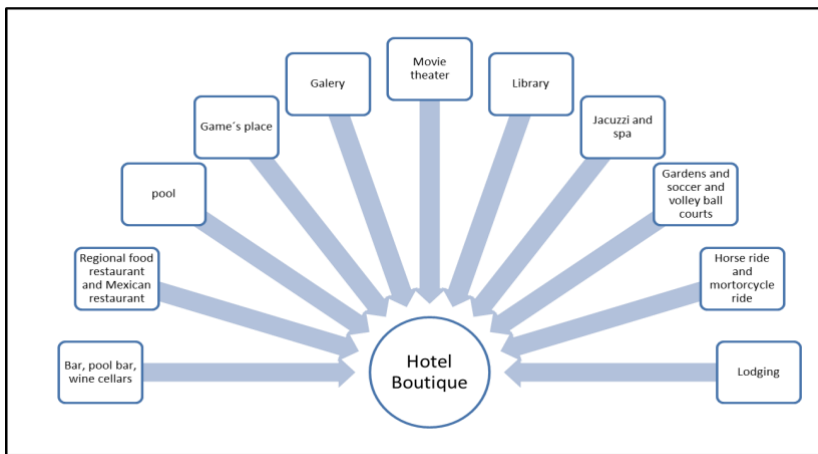 Movie
theater
Galery
Library
Game´s place
Jacuzzi and
spa
pool
Gardens and
soccer and
volley ball
courts
Regional food
restaurant
and Mexican
restaurant
Horse ride
and
mortorcycle
ride
Bar, pool bar,
wine cellars
Hotel
Boutique
Lodging